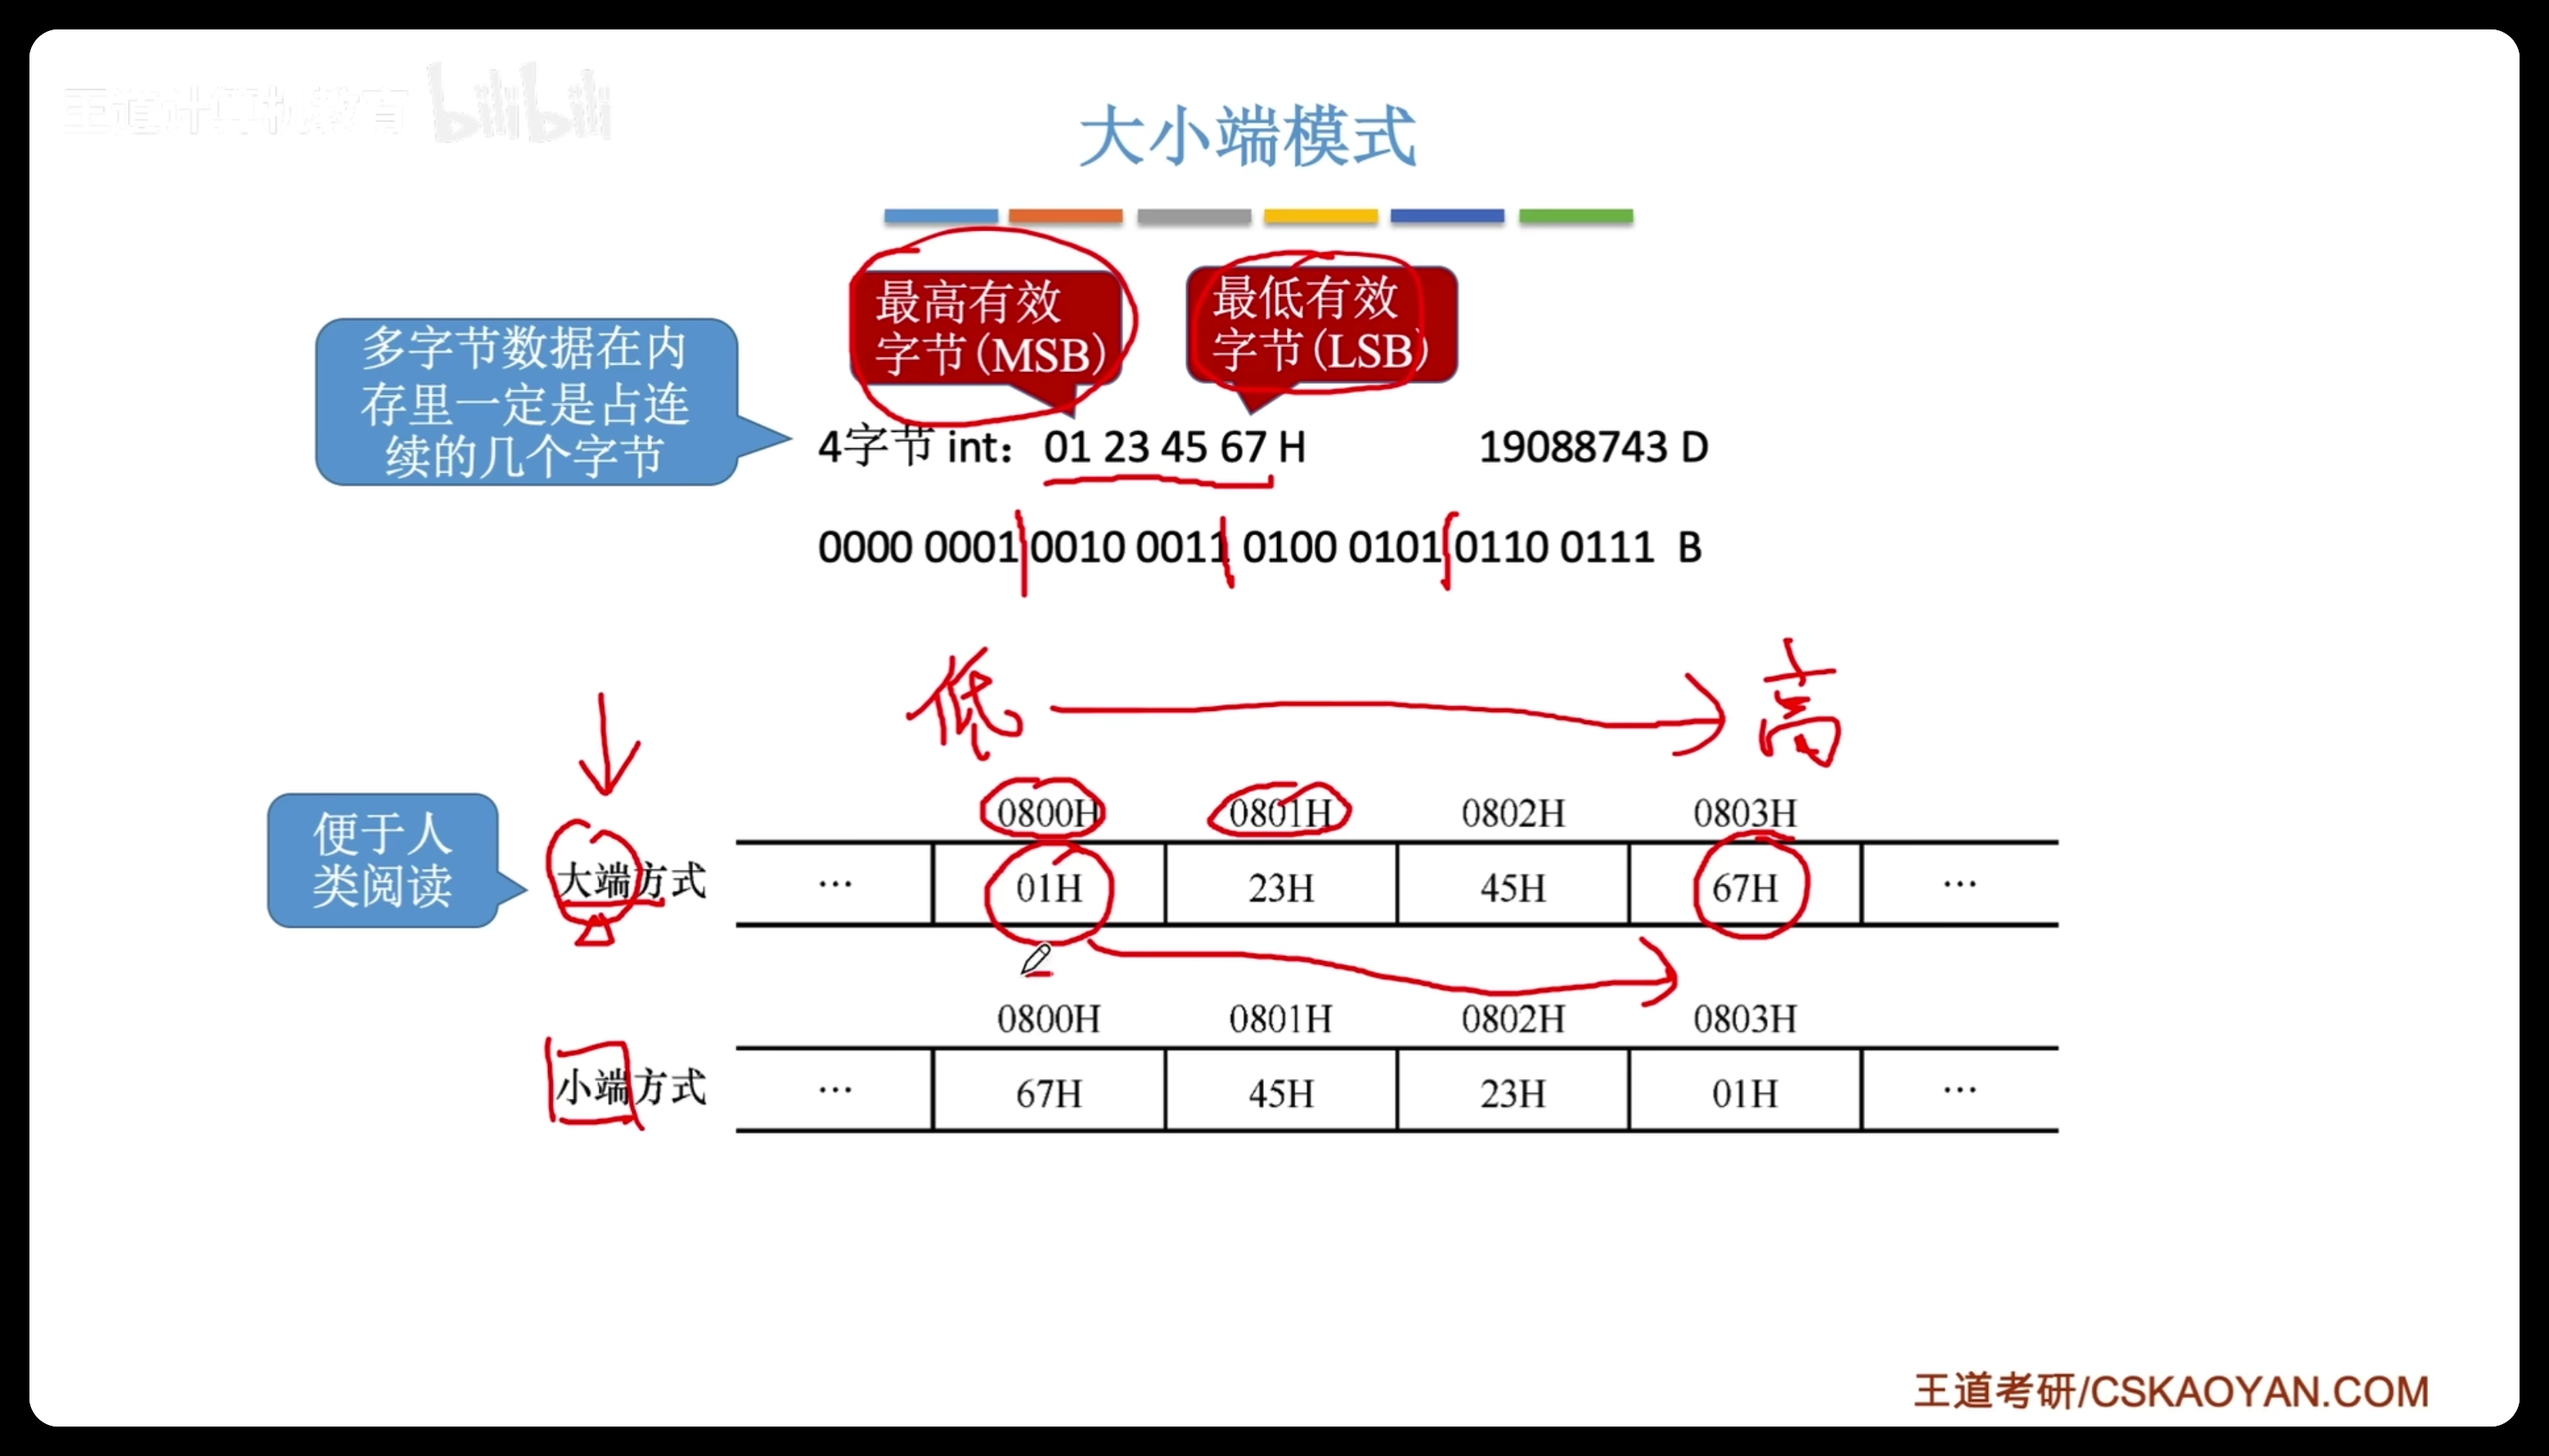 王道计算机教育 bilibili
大小端模式
最高有效
字节(MSB)
最低有效
字节(LSB)
多字节数据在内
存里一定是占连
续的几个字节
4字节 int： 01 23 45 67 H 19088743 D
0000 0001 0010 0011 0100 0101 0110 0111 B
低 高
便于人
类阅读
0800H 0801H 0802H 0803H
大端方式 … 01H 23H 45H 67H …
0800H 0801H 0802H 0803H
小端方式 … 67H 45H 23H 01H …
王道考研/CSKAOYAN.COM